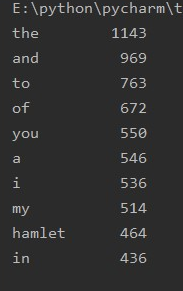 E:\python\pycharm\t
the 1143
and 969
to 763
of 672
you 550
a 546
i 536
my 514
hamlet 464
in 436